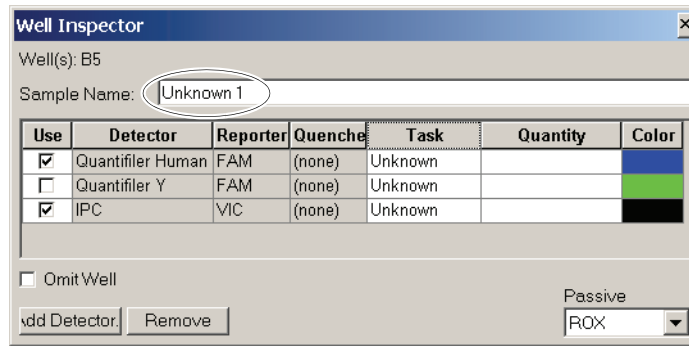 Well Inspector
Well(s): B5
Sample Name: Unknown 1
Use Detector Reporter Quenche Task Quantity Color
Quantifiler Human FAM (none) Unknown
Quantifiler Y FAM (none) Unknown
IPC VIC (none) Unknown
Omit Well
Passive
dd Detector. Remove ROX